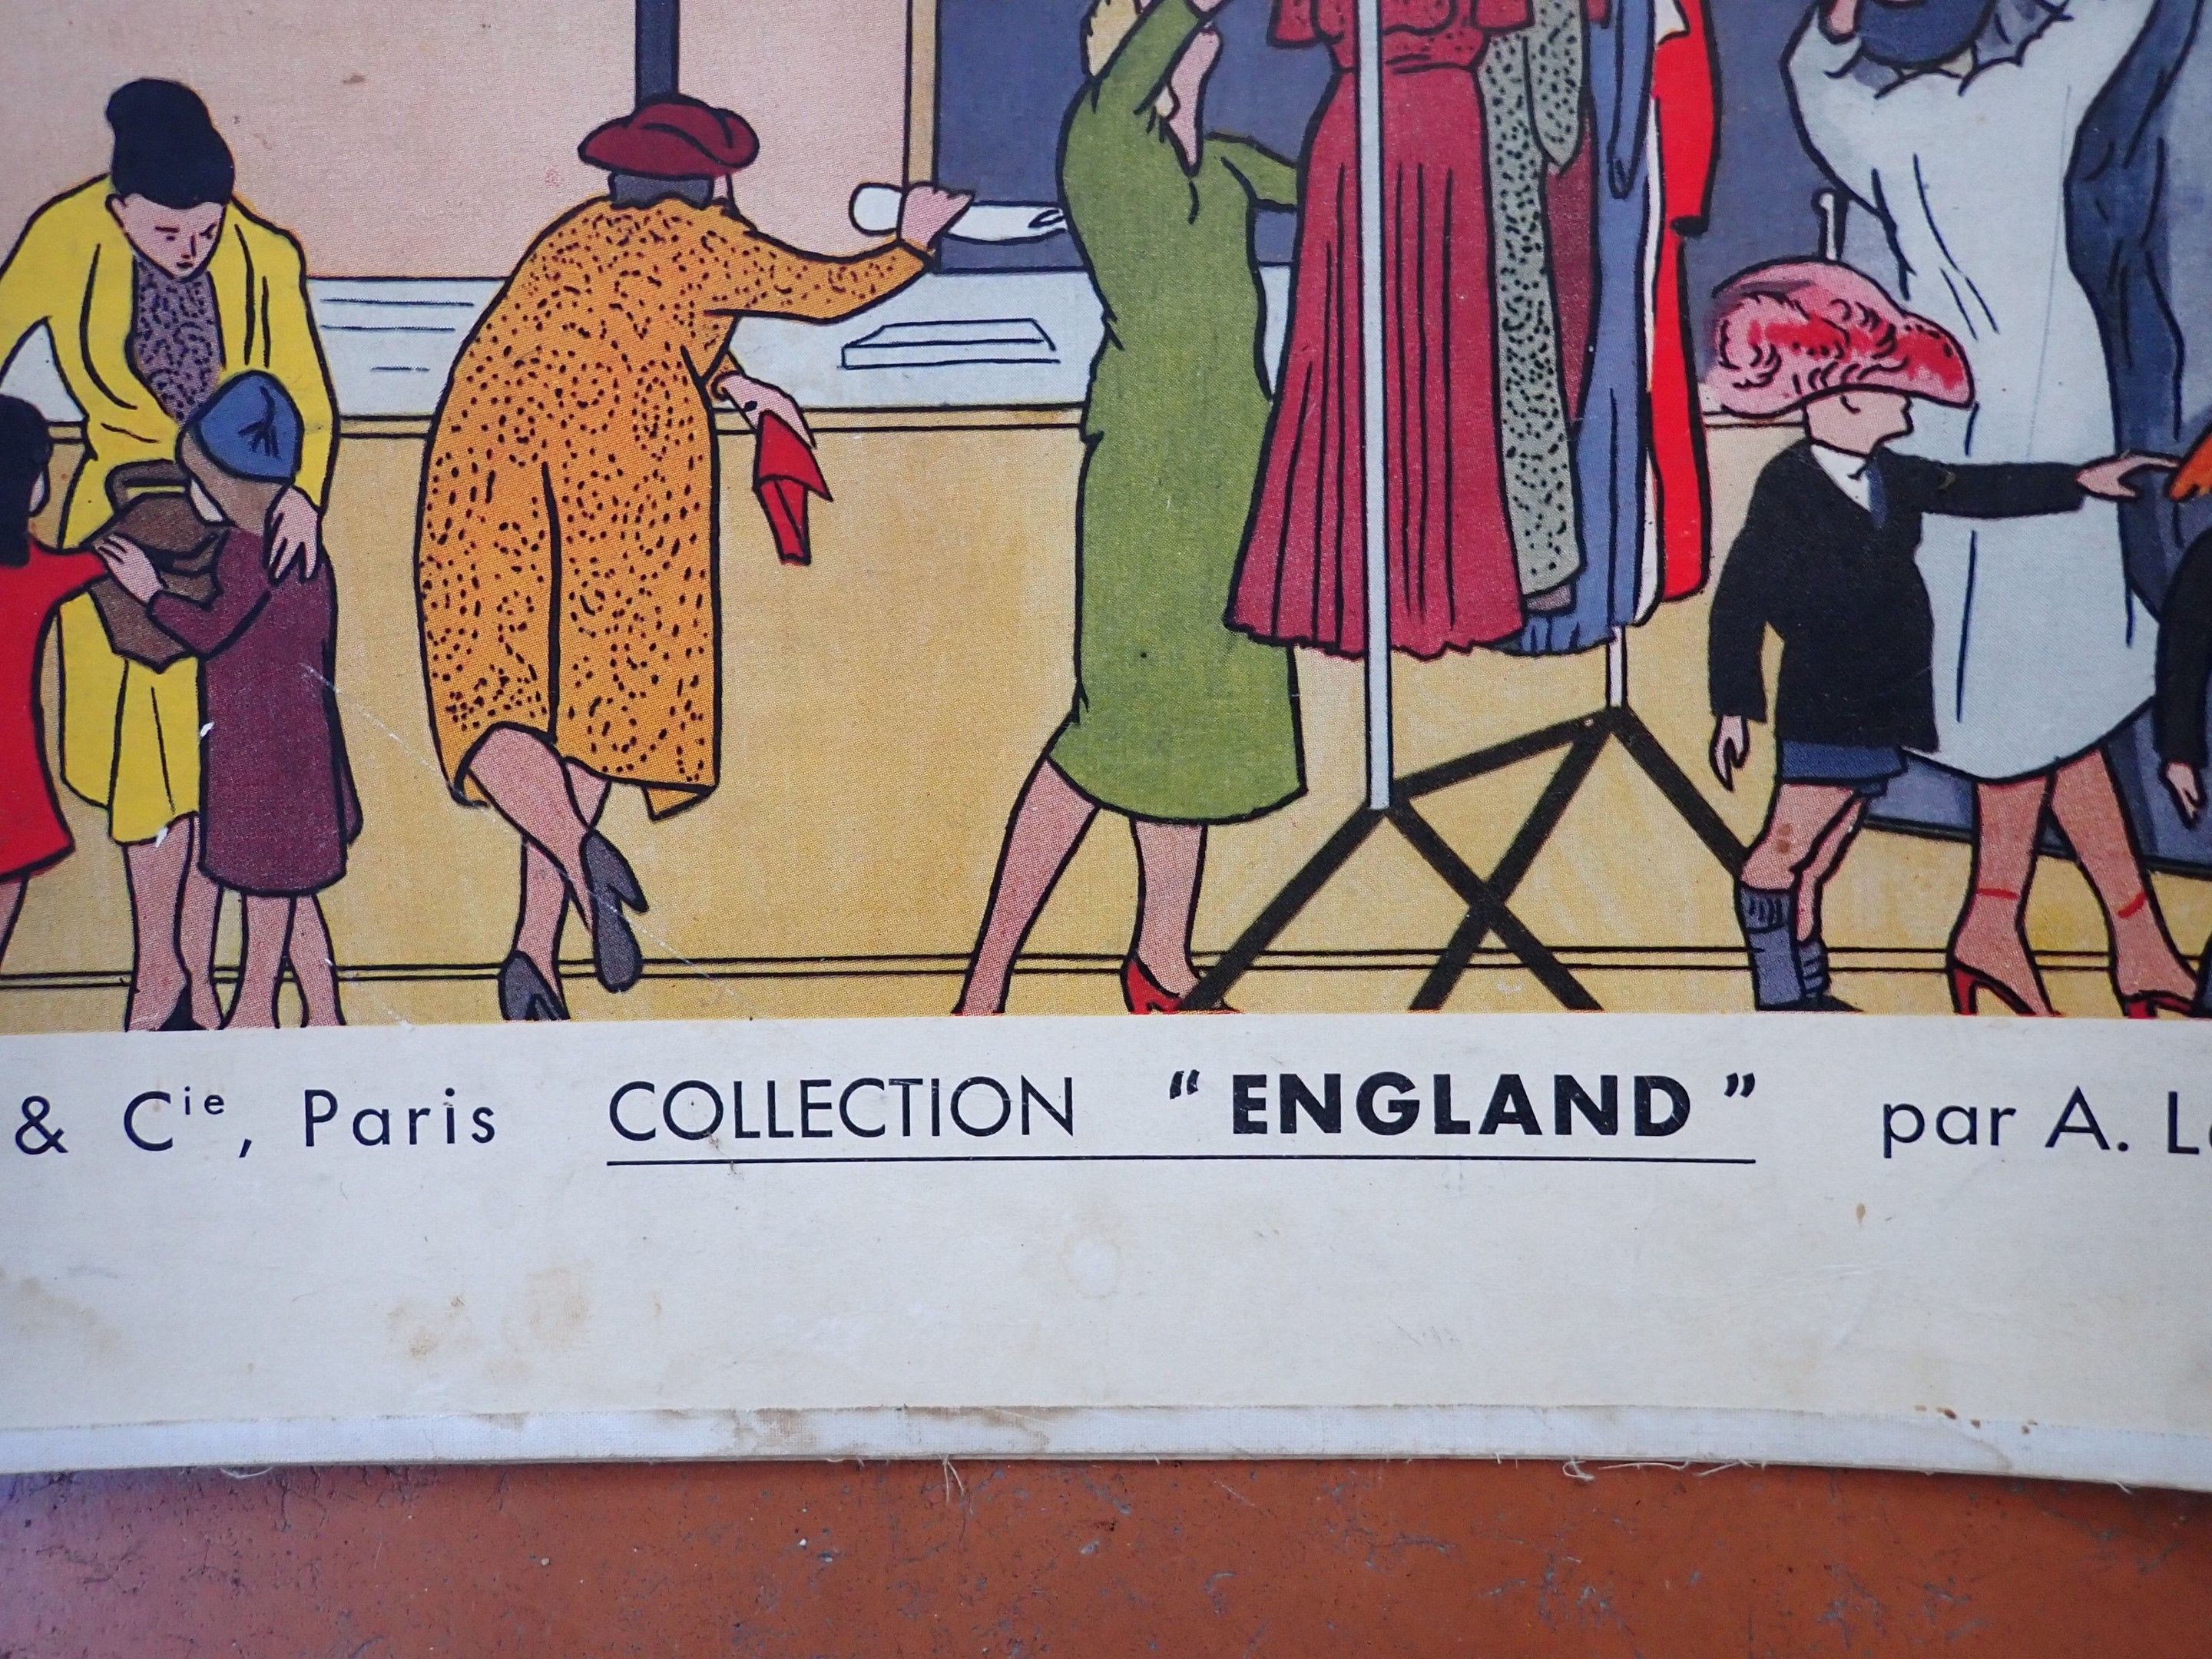 & Cie, Paris COLLECTION “ENGLAND” par A.